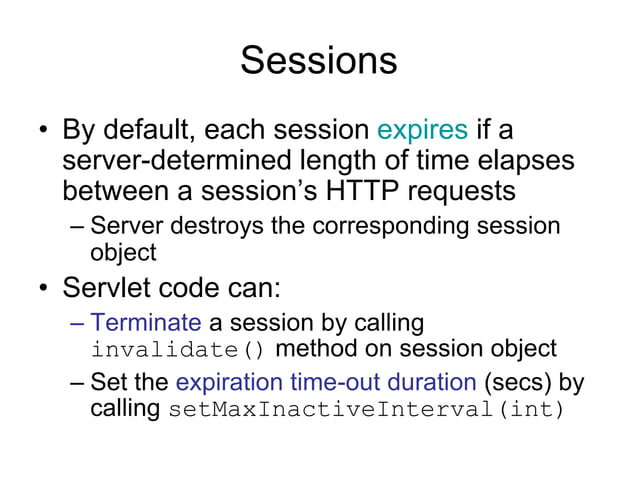 Sessions
• By default, each session expires if a
server-determined length of time elapses
between a session’s HTTP requests
– Server destroys the corresponding session
object
• Servlet code can:
– Terminate a session by calling
invalidate() method on session object
– Set the expiration time-out duration (secs) by
calling setMaxInactiveInterval(int)